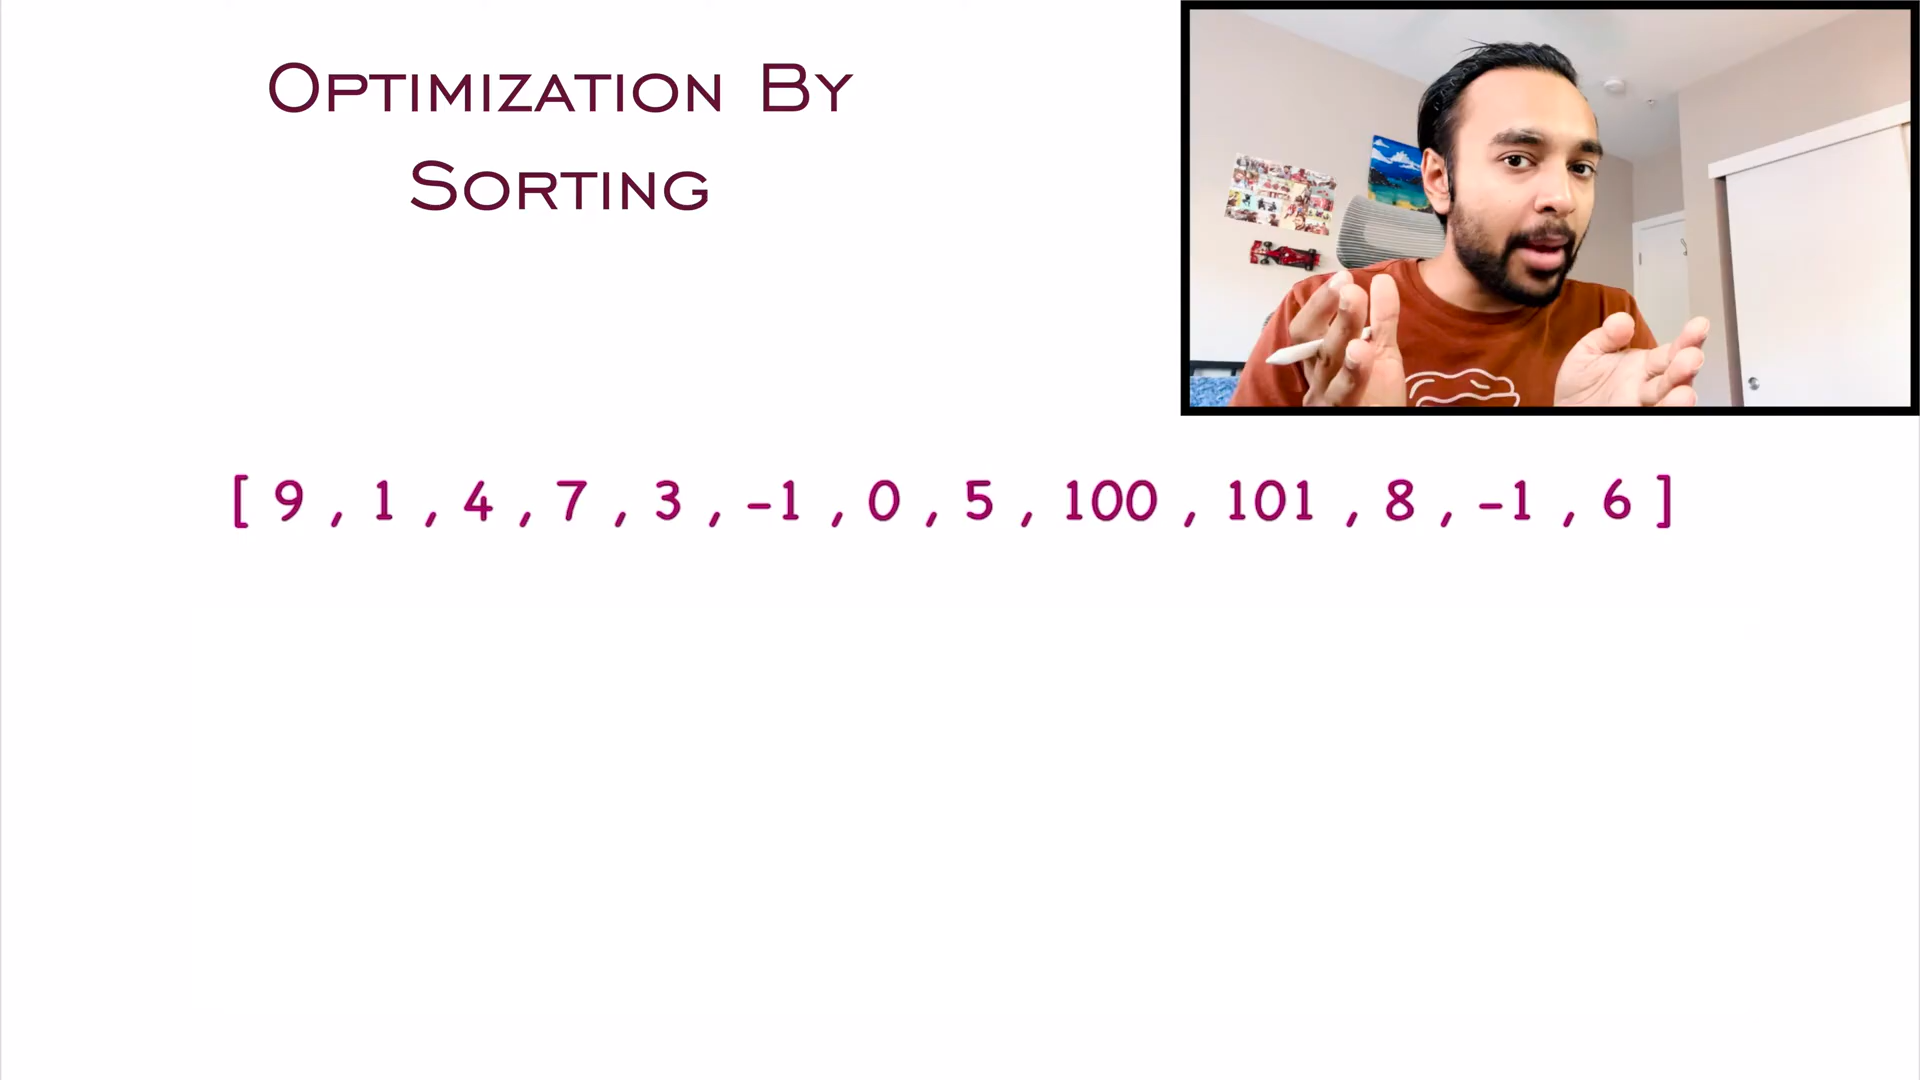 Optimization By
Sorting
[ 9 , 1 , 4 , 7 , 3 , -1 , 0 , 5 , 100 , 101 , 8 , -1 , 6 ]